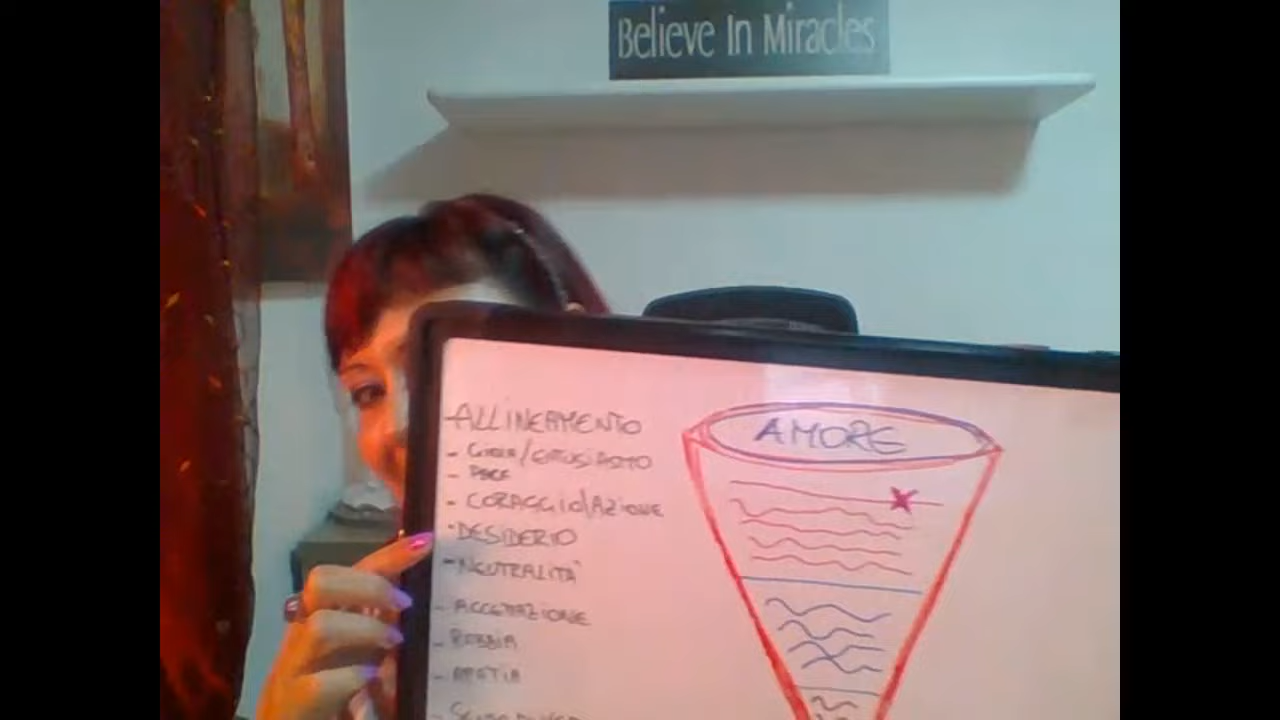 Believe In Miracles
- ALLINEAMENTO
- GIOIA/ENTUSIASMO
- PACE
- CORAGGIO/AZIONE
- DESIDERIO
- NEUTRALITÀ
- ACCETTAZIONE
- RABBIA
- APATIA
AMORE